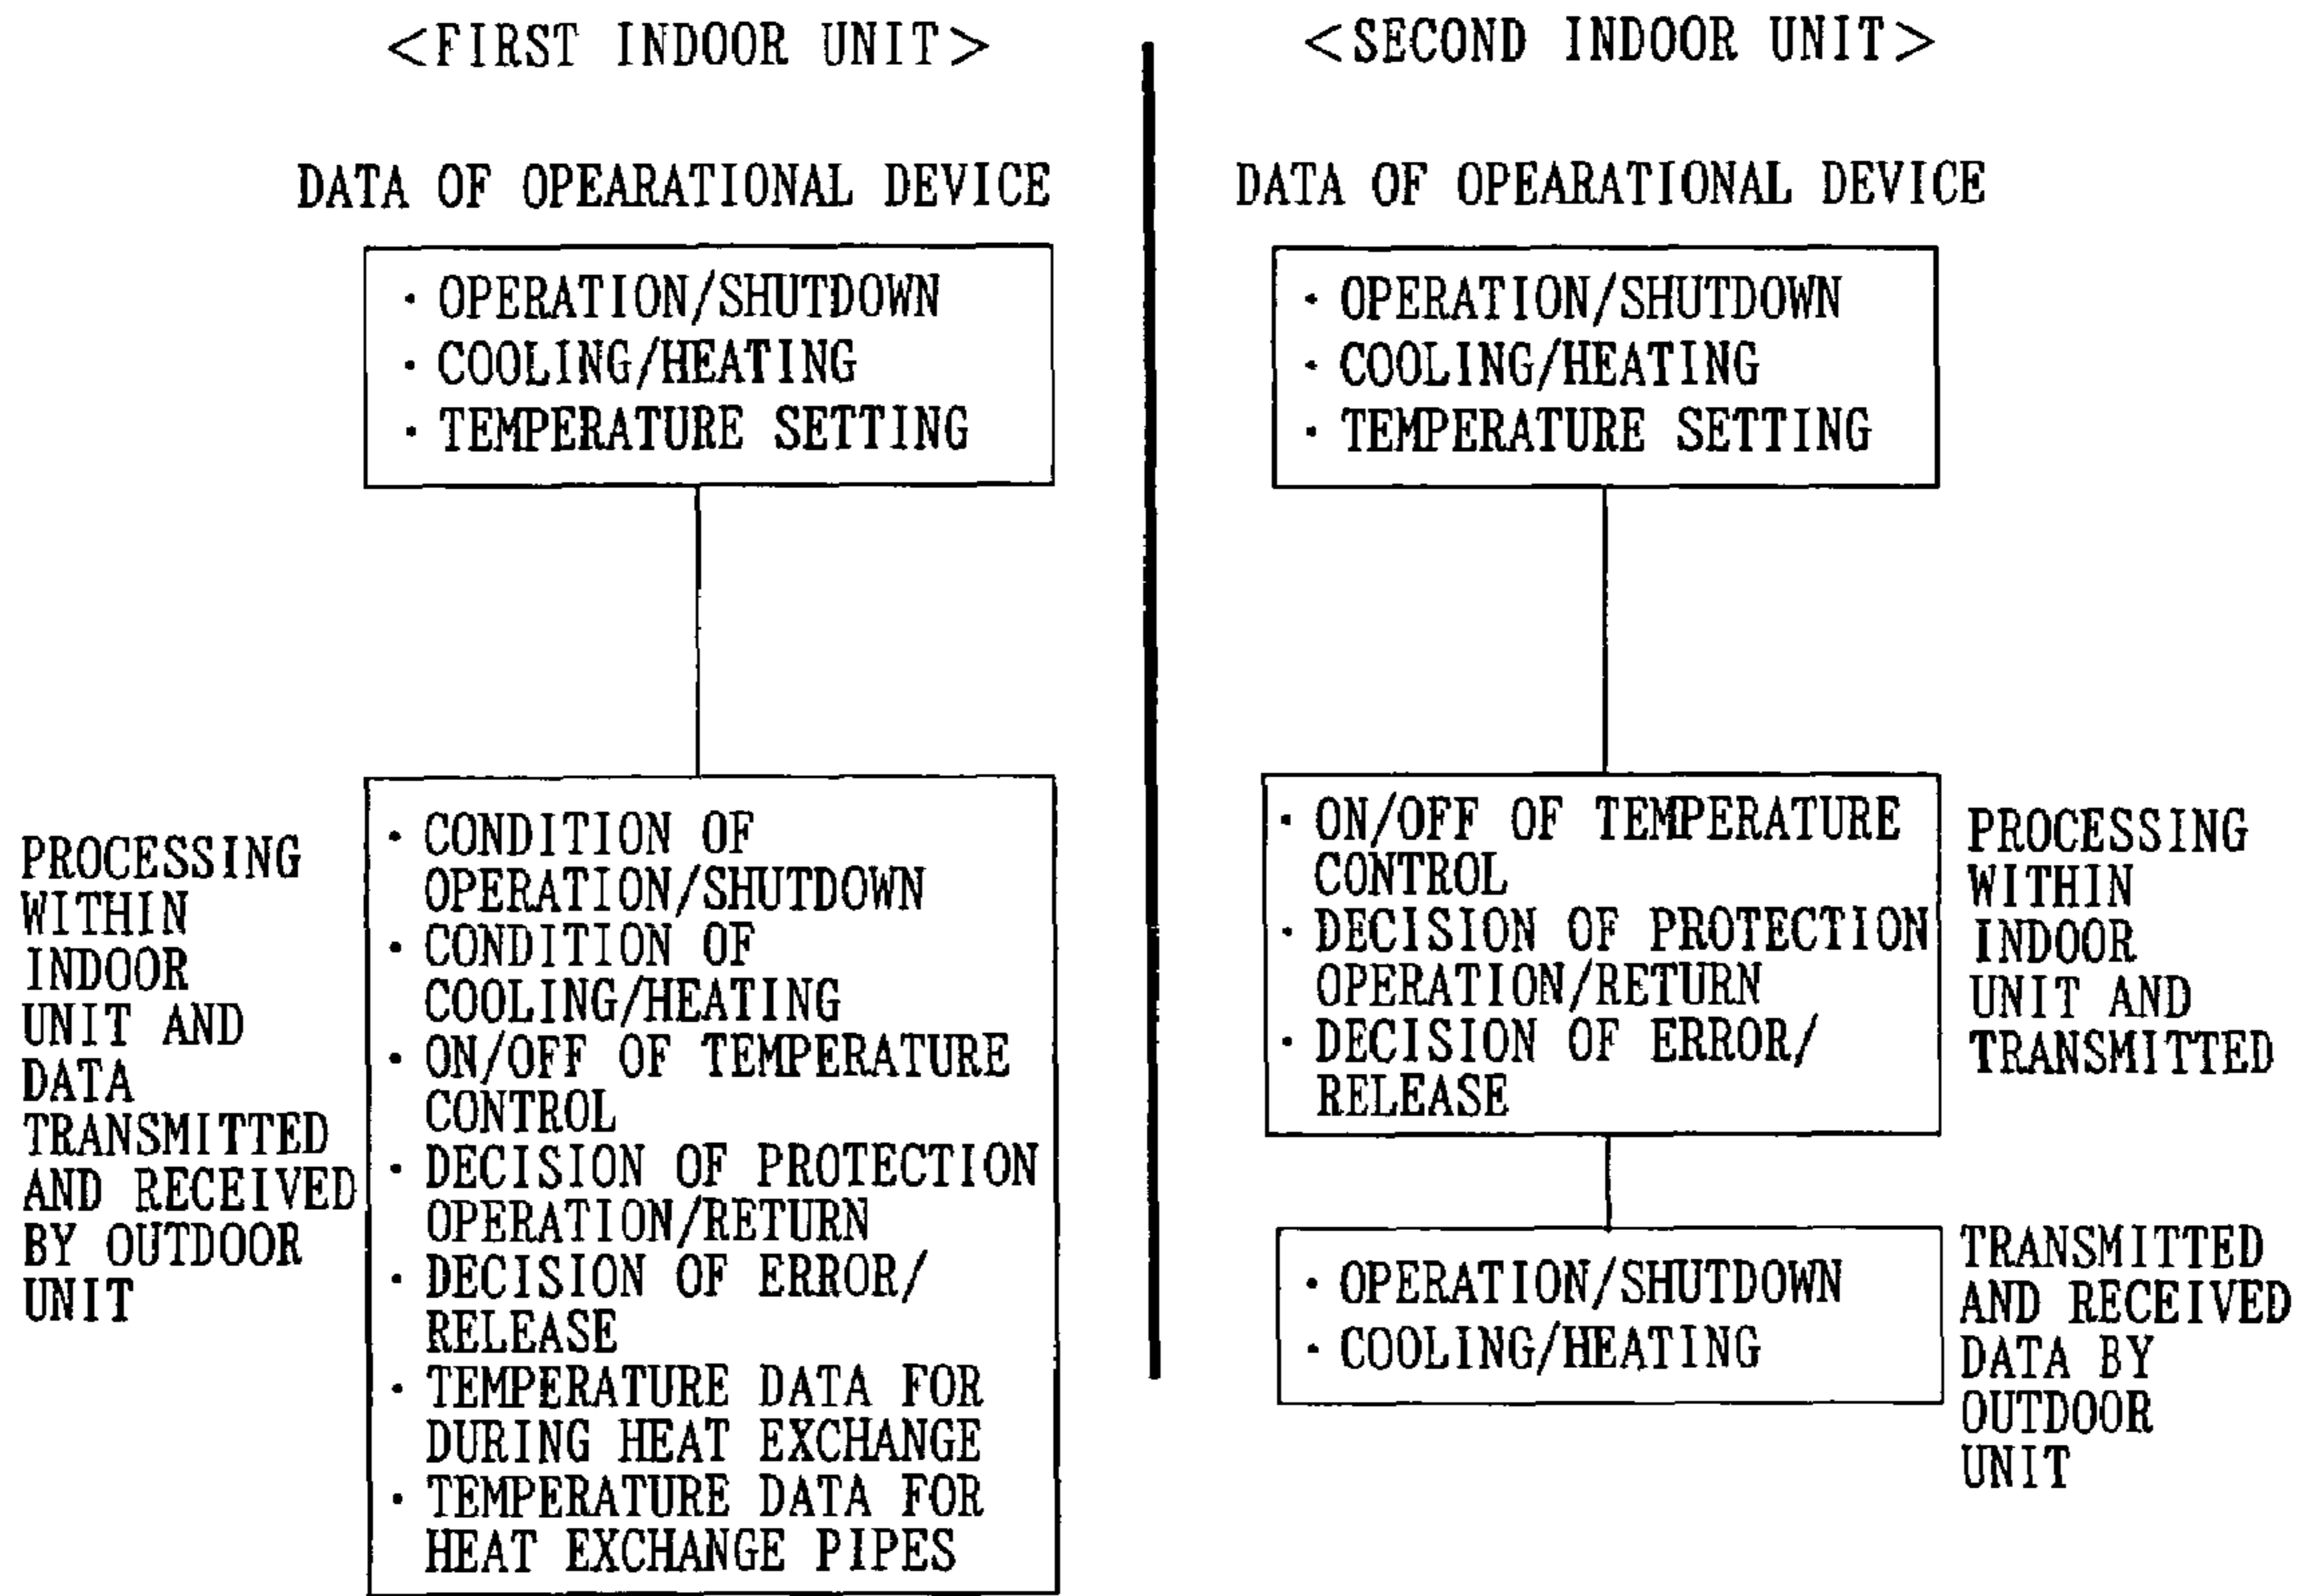 <FIRST INDOOR UNIT>
DATA OF OPEARATIONAL DEVICE
· OPERATION/SHUTDOWN
· COOLING/HEATING
· TEMPERATURE SETTING
PROCESSING
WITHIN
INDOOR
UNIT AND
DATA
TRANSMITTED
AND RECEIVED
BY OUTDOOR
UNIT
· CONDITION OF
OPERATION/SHUTDOWN
· CONDITION OF
COOLING/HEATING
· ON/OFF OF TEMPERATURE
CONTROL
· DECISION OF PROTECTION
OPERATION/RETURN
· DECISION OF ERROR/
RELEASE
· TEMPERATURE DATA FOR
DURING HEAT EXCHANGE
· TEMPERATURE DATA FOR
HEAT EXCHANGE PIPES
<SECOND INDOOR UNIT>
DATA OF OPEARATIONAL DEVICE
· OPERATION/SHUTDOWN
· COOLING/HEATING
· TEMPERATURE SETTING
· ON/OFF OF TEMPERATURE
CONTROL
· DECISION OF PROTECTION
OPERATION/RETURN
· DECISION OF ERROR/
RELEASE
PROCESSING
WITHIN
INDOOR
UNIT AND
TRANSMITTED
· OPERATION/SHUTDOWN
· COOLING/HEATING
TRANSMITTED
AND RECEIVED
DATA BY
OUTDOOR
UNIT